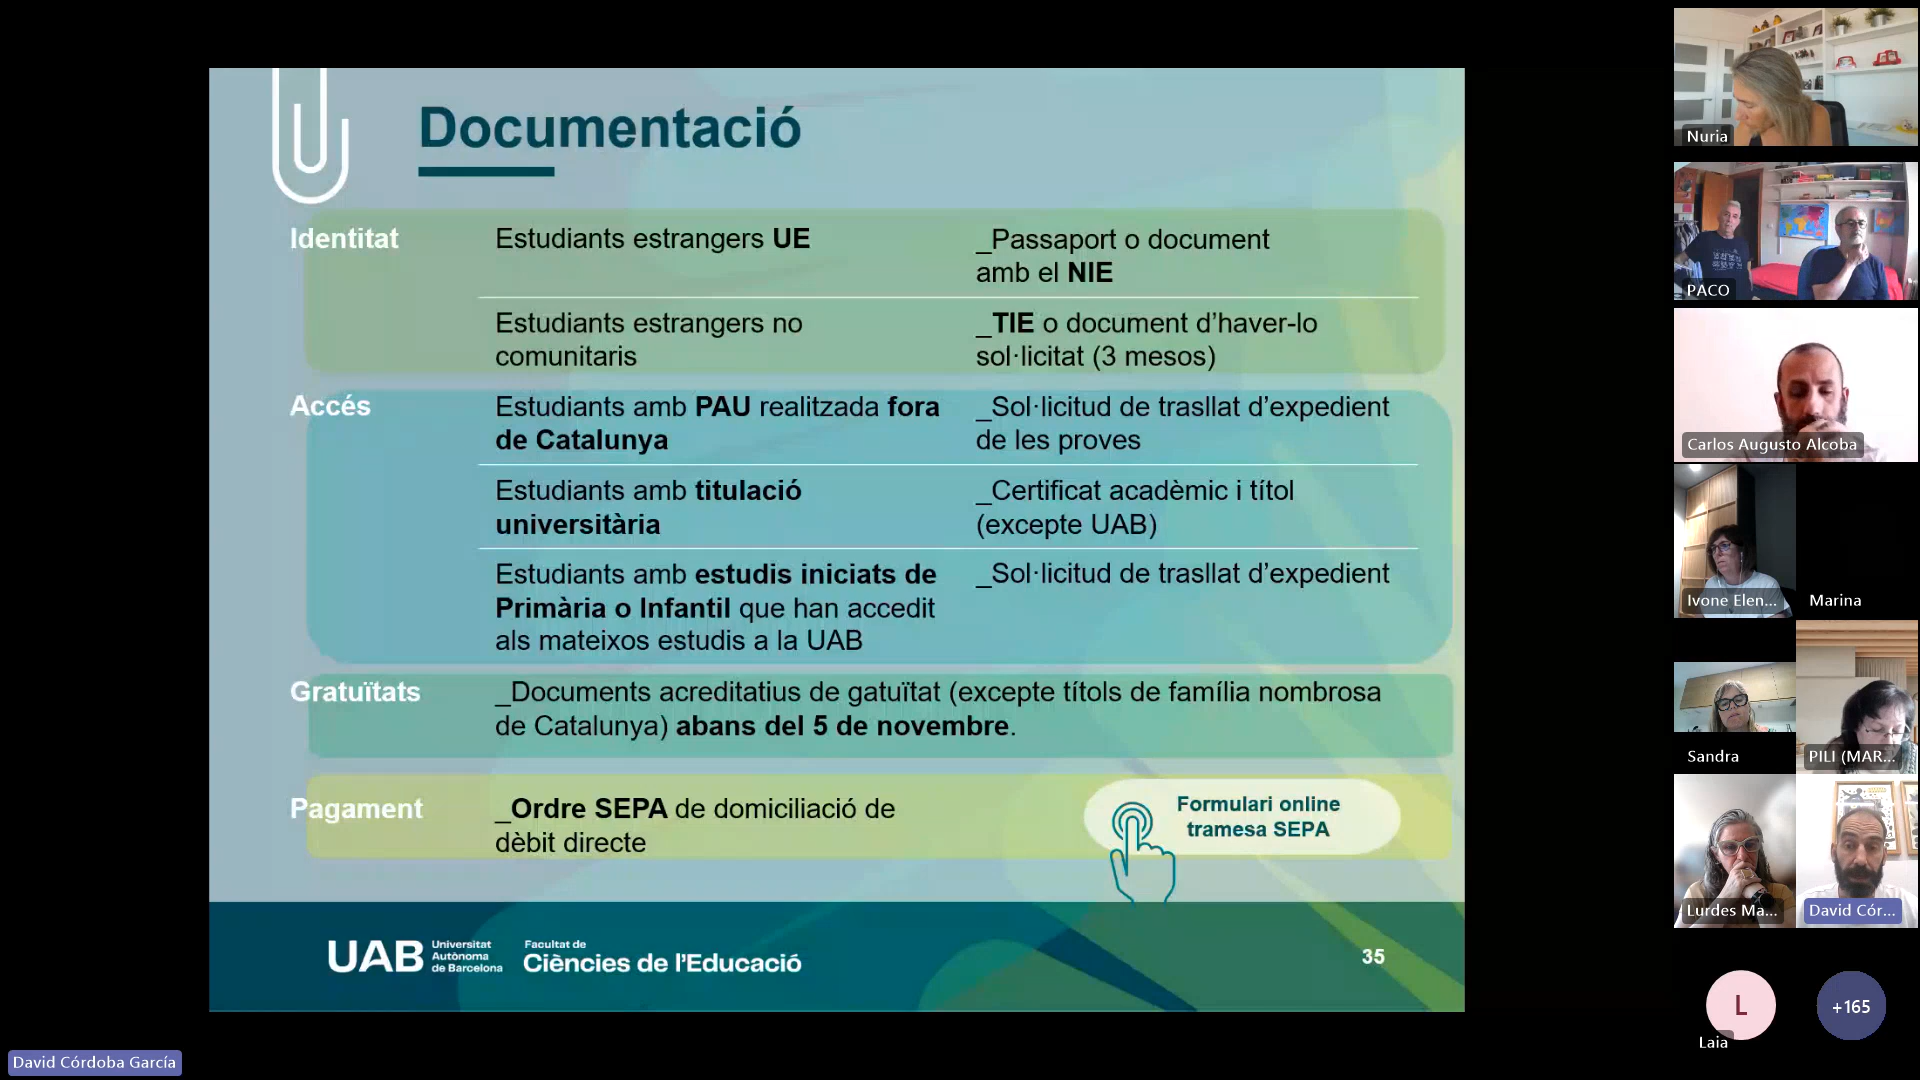 Documentació
Identitat
Estudiants estrangers UE
_Passaport o document
amb el NIE
Estudiants estrangers no
comunitaris
_TIE o document d’haver-lo
sol·licitat (3 mesos)
Accés
Estudiants amb PAU realitzada fora
de Catalunya
_Sol·licitud de trasllat d’expedient
de les proves
Estudiants amb titulació
universitària
_Certificat acadèmic i títol
(excepte UAB)
Estudiants amb estudis iniciats de
Primària o Infantil que han accedit
als mateixos estudis a la UAB
_Sol·licitud de trasllat d’expedient
Gratuïtats
_Documents acreditatius de gatuïtat (excepte títols de família nombrosa
de Catalunya) abans del 5 de novembre.
Pagament
_Ordre SEPA de domiciliació de
dèbit directe
Formulari online
tramesa SEPA
UAB
Universitat
Autònoma
de Barcelona
Facultat de
Ciències de l'Educació
35
David Córdoba García
Nuria
PACO
Carlos Augusto Alcoba
Ivone Elen...
Marina
Sandra
PILI (MAR...
Lurdes Ma...
David Cór...
L
Laia
+165